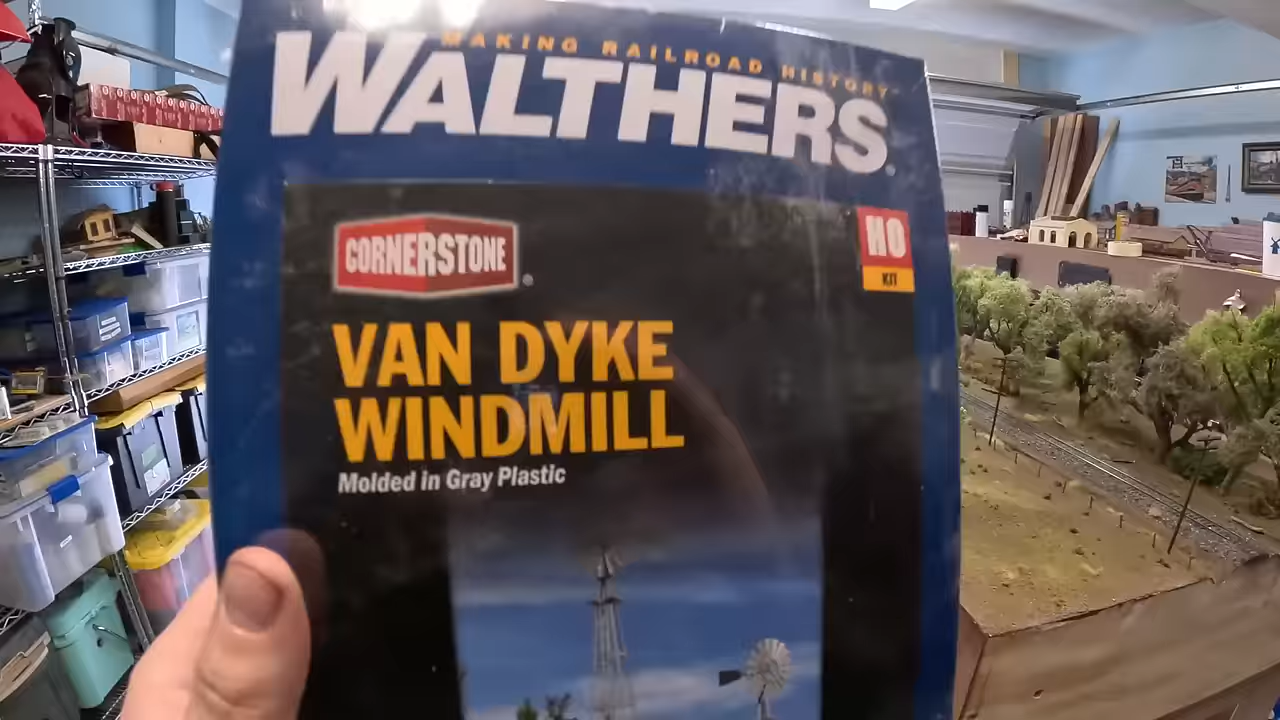 MAKING RAILROAD HISTORY
WALTHERS
CORNERSTONE
HO
KIT
VAN DYKE
WINDMILL
Molded in Gray Plastic